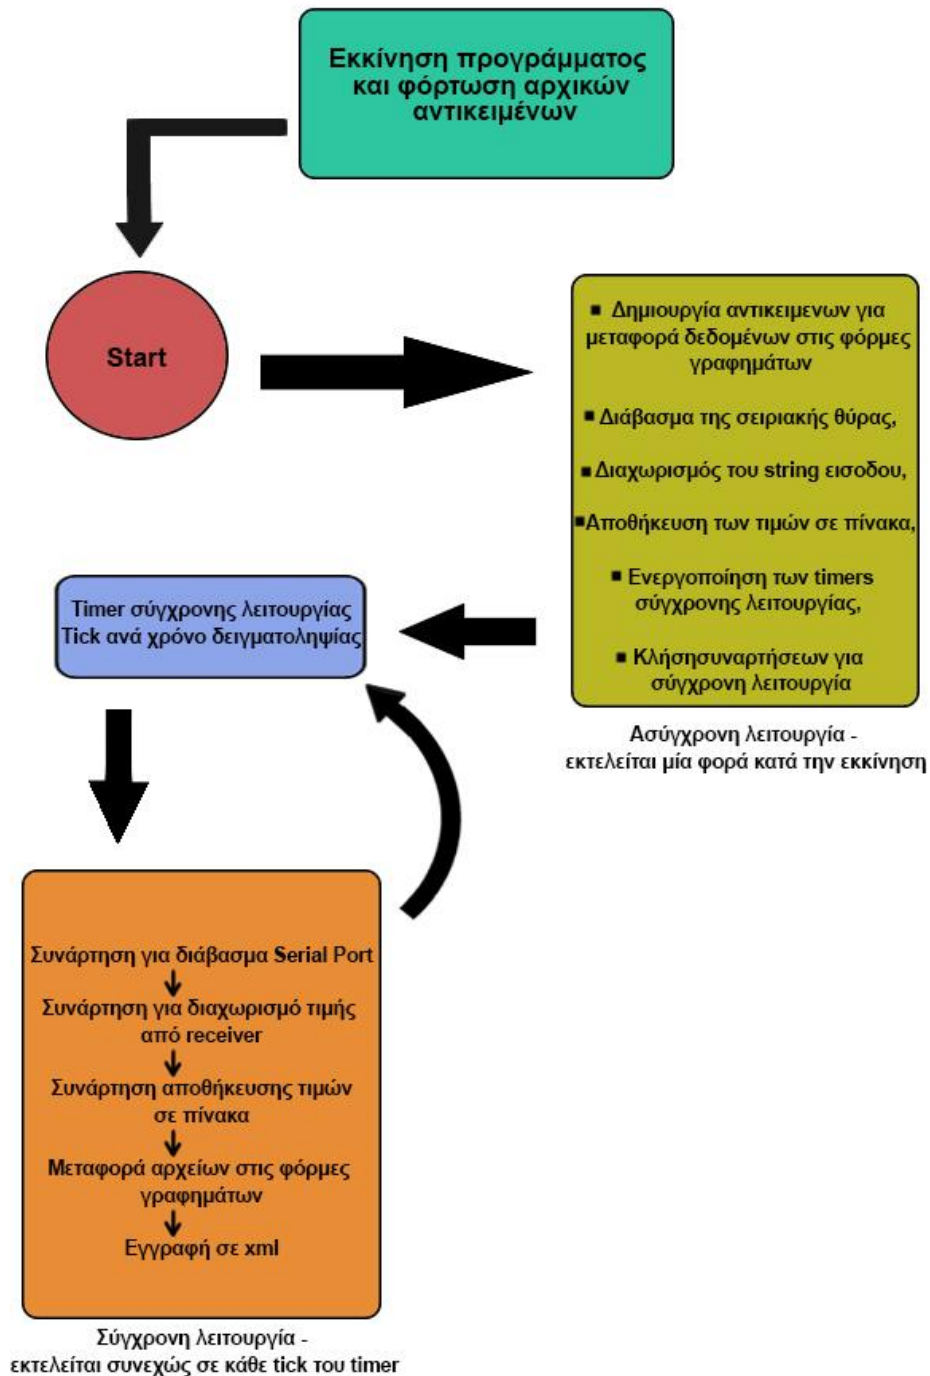 Εκκίνηση προγράμματος
και φόρτωση αρχικών
αντικειμένων
Start
▪ Δημιουργία αντικειμενων για
μεταφορά δεδομένων στις φόρμες
γραφημάτων
▪ Διάβασμα της σειριακής θύρας,
▪ Διαχωρισμός του string εισοδου,
▪Αποθήκευση των τιμών σε πίνακα,
▪ Ενεργοποίηση των timers
σύγχρονης λειτουργίας,
▪ Κλήσησυναρτήσεων για
σύγχρονη λειτουργία
Ασύγχρονη λειτουργία -
εκτελείται μία φορά κατά την εκκίνηση
Timer σύγχρονης λειτουργίας
Tick ανά χρόνο δειγματοληψίας
Συνάρτηση για διάβασμα Serial Port
Συνάρτηση για διαχωρισμό τιμής
από receiver
Συνάρτηση αποθήκευσης τιμών
σε πίνακα
Μεταφορά αρχείων στις φόρμες
γραφημάτων
Εγγραφή σε xml
Σύγχρονη λειτουργία -
εκτελείται συνεχώς σε κάθε tick του timer